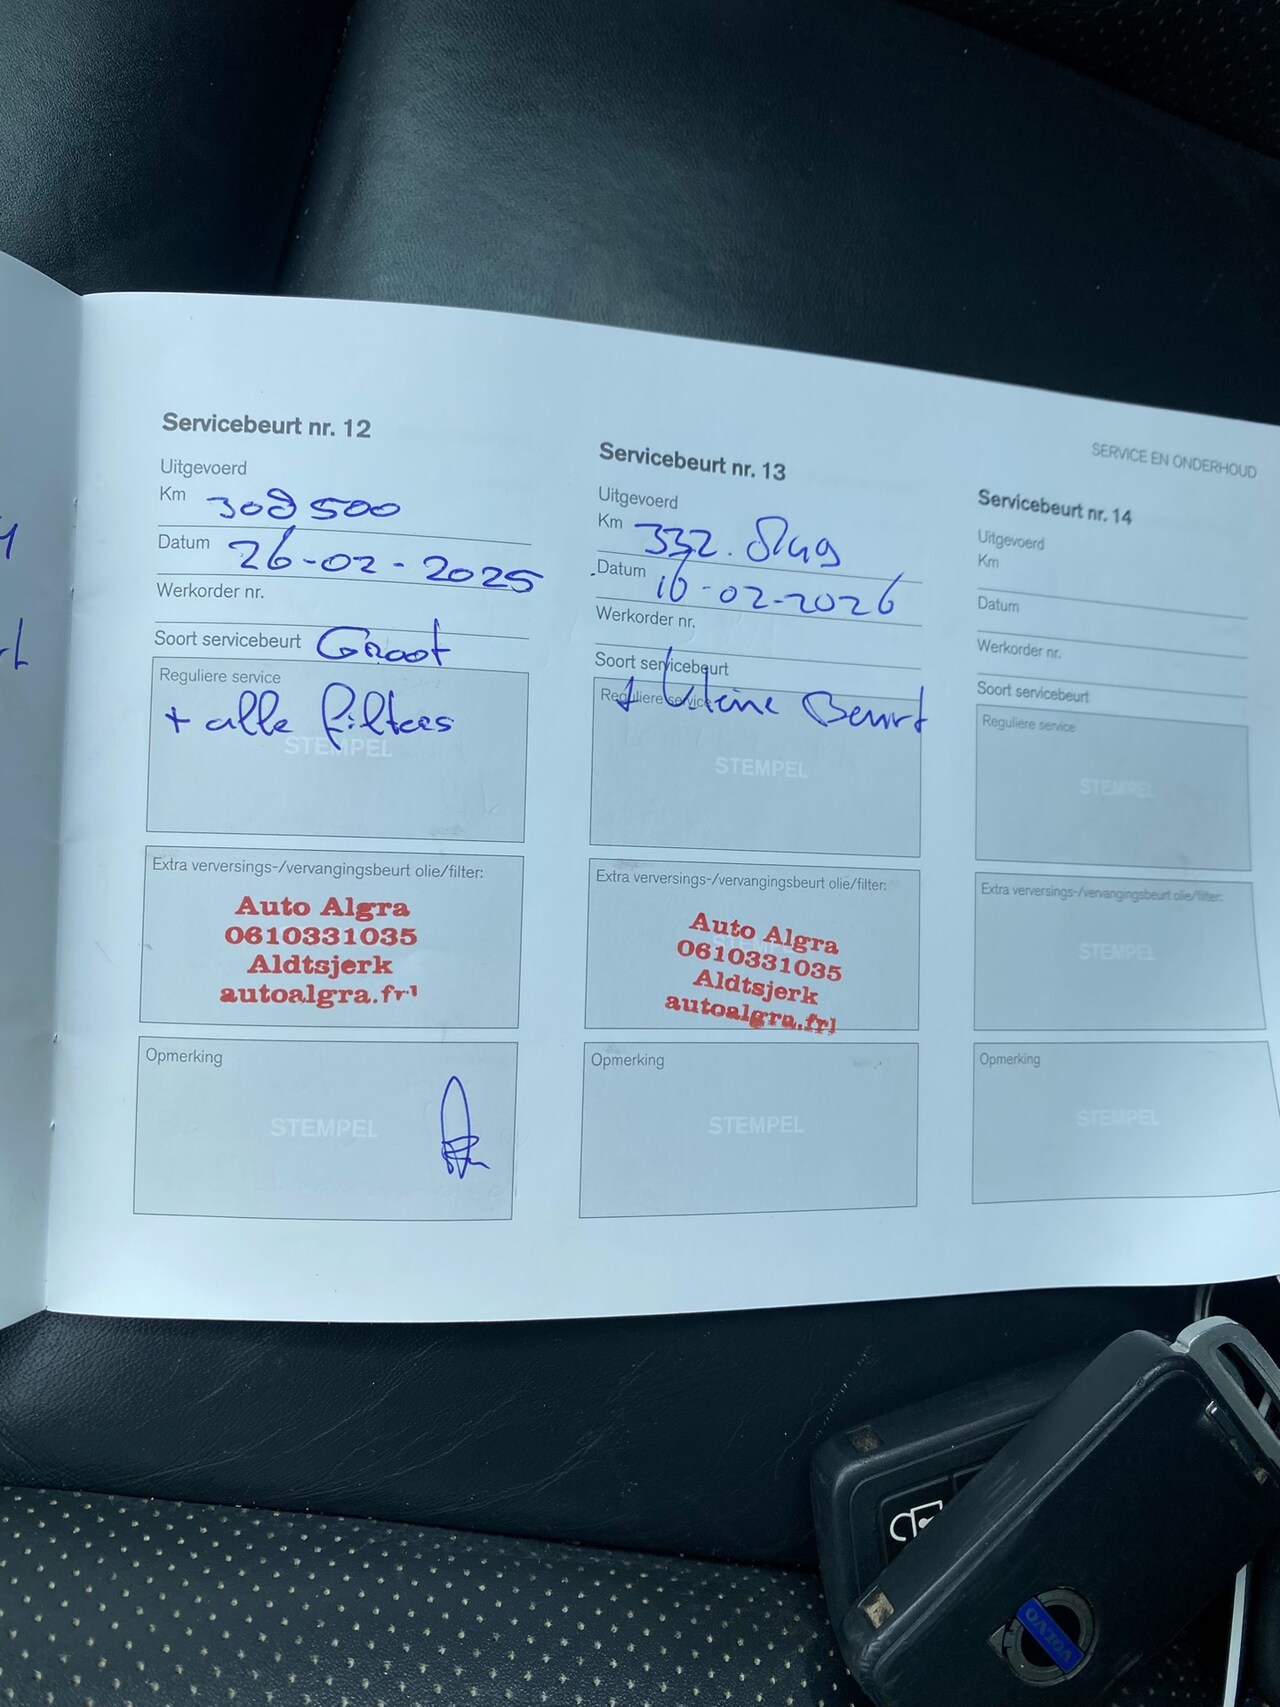 Servicebeurt nr. 12
Uitgevoerd
Km 308500
Datum 26-02-2025
Werkorder nr.
Soort servicebeurt Groot
Reguliere service
+ alle filters
STEMPEL
Extra verversings-/vervangingsbeurt olie/filter:
Auto Algra
0610331035
Aldtsjerk
autoalgra.frl
Opmerking
STEMPEL
Servicebeurt nr. 13
Uitgevoerd
Km 332.
Datum 16-02-2026
Werkorder nr.
Soort servicebeurt
Reguliere service
+ kleine Beurt
STEMPEL
Extra verversings-/vervangingsbeurt olie/filter:
Auto Algra
0610331035
Aldtsjerk
autoalgra.frl
Opmerking
STEMPEL
SERVICE EN ONDERHOUD
Servicebeurt nr. 14
Uitgevoerd
Km
Datum
Werkorder nr.
Soort servicebeurt
Reguliere service
STEMPEL
Extra verversings-/vervangingsbeurt olie/filter:
STEMPEL
Opmerking
STEMPEL
VOLVO